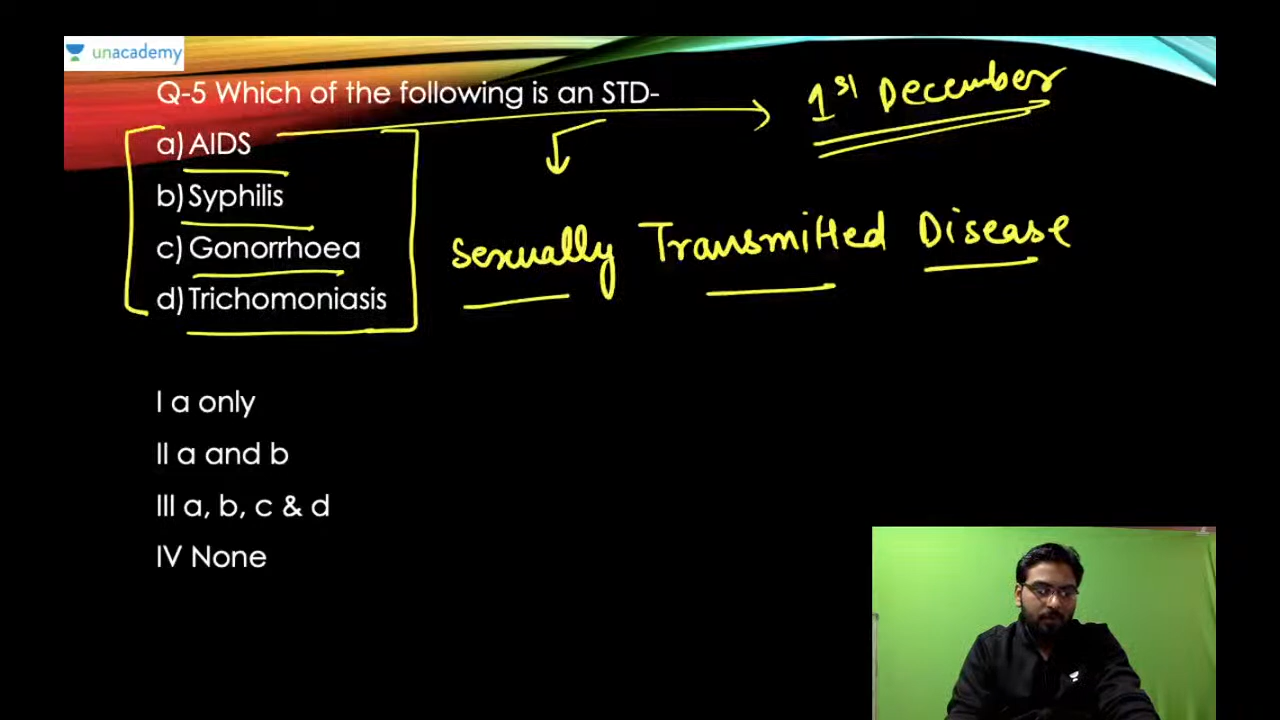 unacademy
Q-5 Which of the following is an STD-
1st December
a) AIDS
b) Syphilis
c) Gonorrhoea
d) Trichomoniasis
Sexually Transmitted Disease
I a only
II a and b
III a, b, c & d
IV None